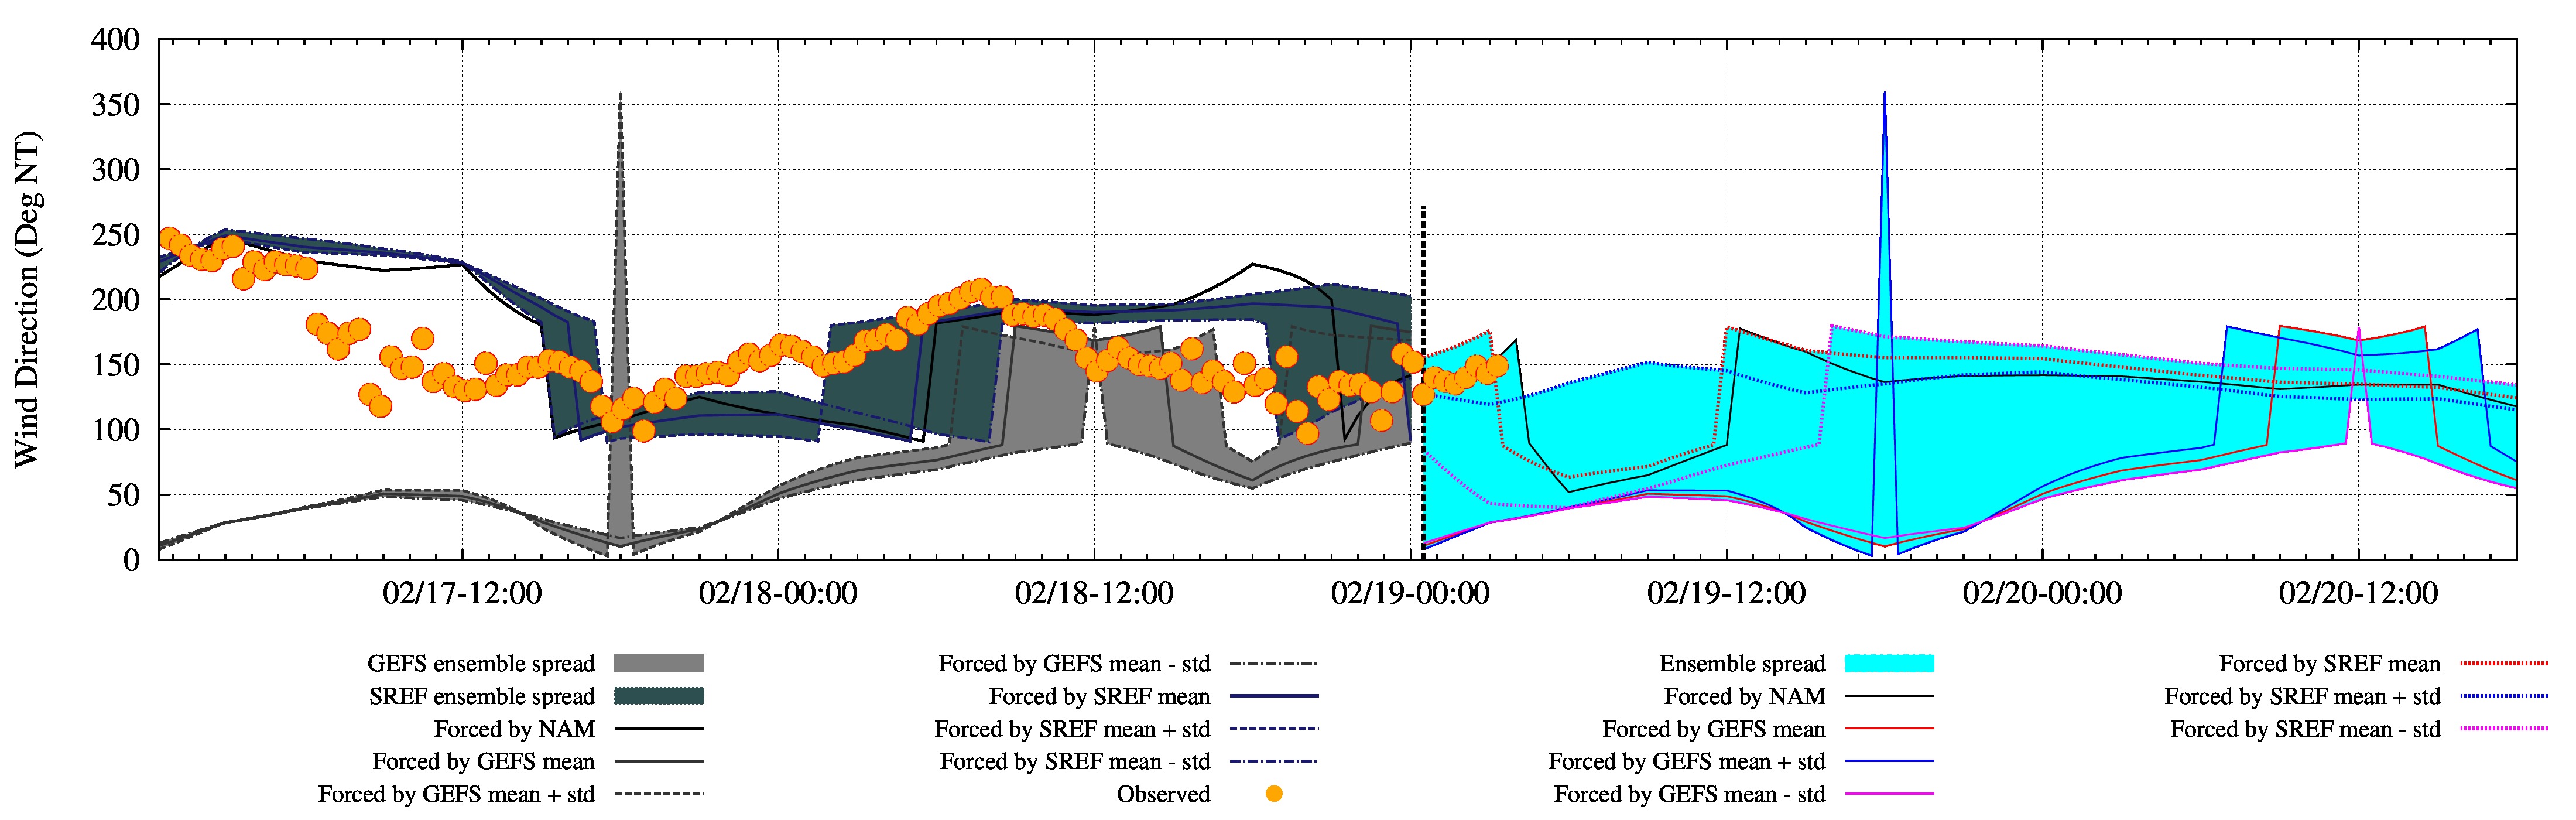 Wind Direction (Deg NT)
400
350
300
250
200
150
100
50
0
02/17-12:00 02/18-00:00 02/18-12:00 02/19-00:00 02/19-12:00 02/20-00:00 02/20-12:00
GEFS ensemble spread
SREF ensemble spread
Forced by NAM
Forced by GEFS mean
Forced by GEFS mean + std
Forced by GEFS mean - std
Forced by SREF mean
Forced by SREF mean + std
Forced by SREF mean - std
Observed
Ensemble spread
Forced by NAM
Forced by GEFS mean
Forced by GEFS mean + std
Forced by GEFS mean - std
Forced by SREF mean
Forced by SREF mean + std
Forced by SREF mean - std